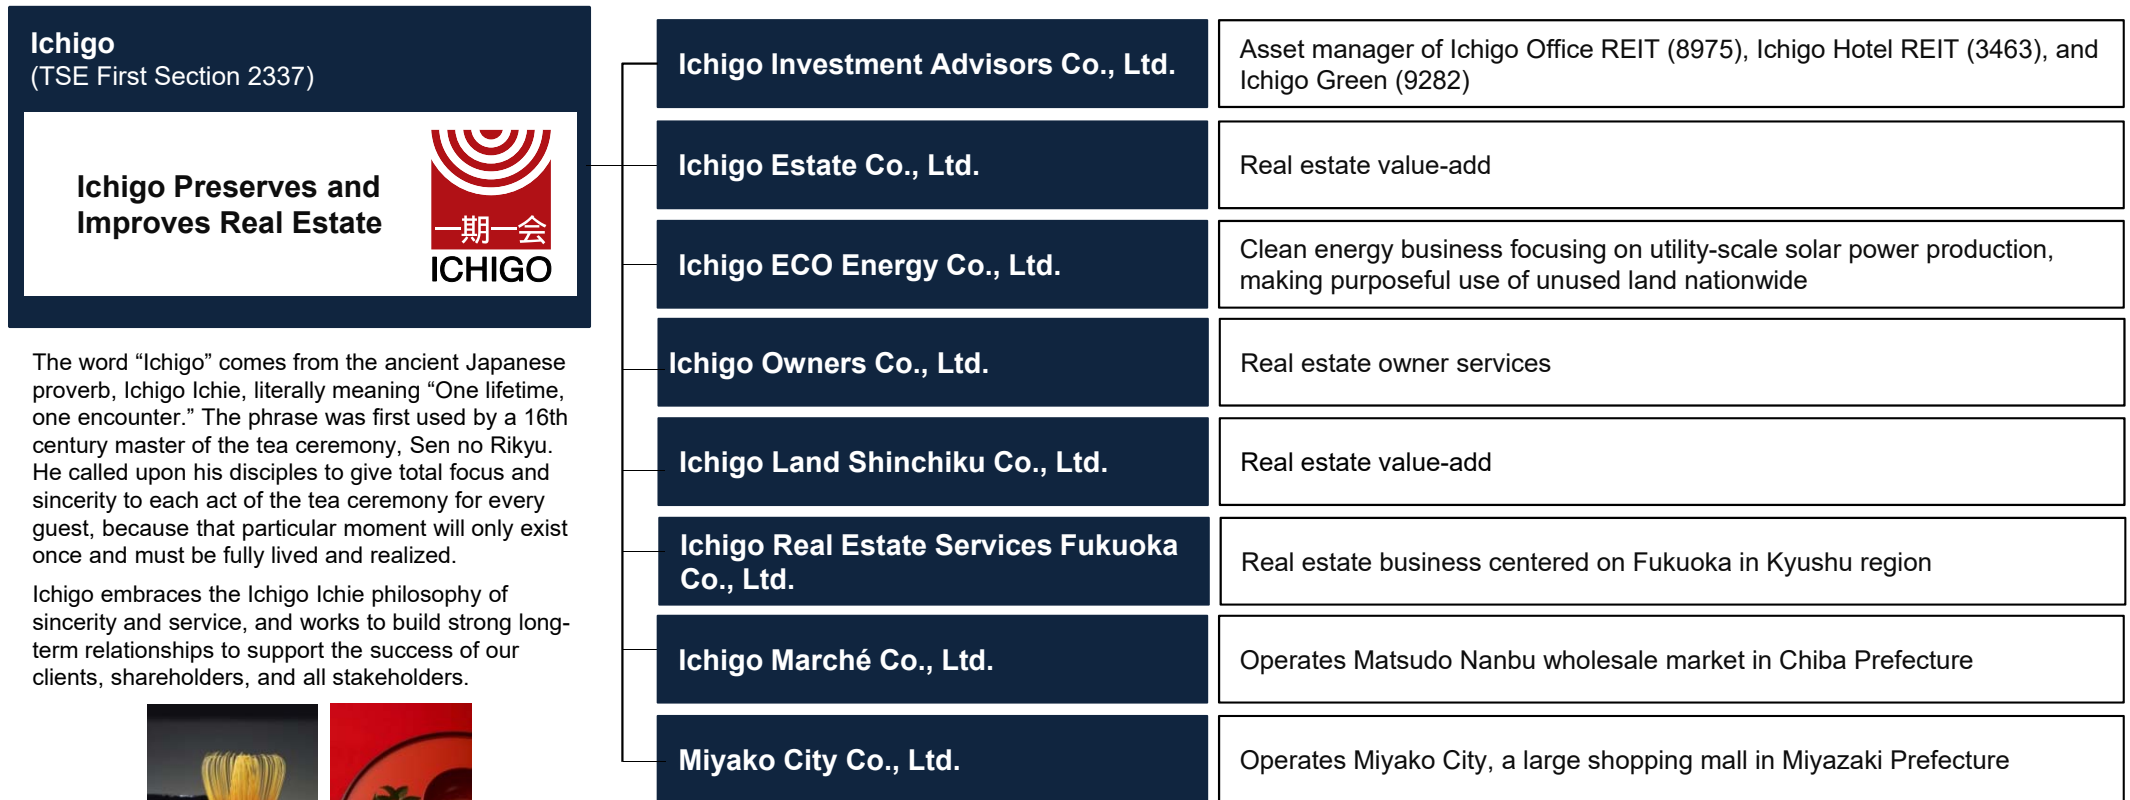 Ichigo
(TSE First Section 2337)
Ichigo Preserves and
Improves Real Estate
一期一会
ICHIGO
The word “Ichigo” comes from the ancient Japanese
proverb, Ichigo Ichie, literally meaning “One lifetime,
one encounter.” The phrase was first used by a 16th
century master of the tea ceremony, Sen no Rikyu.
He called upon his disciples to give total focus and
sincerity to each act of the tea ceremony for every
guest, because that particular moment will only exist
once and must be fully lived and realized.
Ichigo embraces the Ichigo Ichie philosophy of
sincerity and service, and works to build strong long-
term relationships to support the success of our
clients, shareholders, and all stakeholders.
Ichigo Investment Advisors Co., Ltd.
Asset manager of Ichigo Office REIT (8975), Ichigo Hotel REIT (3463), and
Ichigo Green (9282)
Ichigo Estate Co., Ltd.
Real estate value-add
Ichigo ECO Energy Co., Ltd.
Clean energy business focusing on utility-scale solar power production,
making purposeful use of unused land nationwide
Ichigo Owners Co., Ltd.
Real estate owner services
Ichigo Land Shinchiku Co., Ltd.
Real estate value-add
Ichigo Real Estate Services Fukuoka
Co., Ltd.
Real estate business centered on Fukuoka in Kyushu region
Ichigo Marché Co., Ltd.
Operates Matsudo Nanbu wholesale market in Chiba Prefecture
Miyako City Co., Ltd.
Operates Miyako City, a large shopping mall in Miyazaki Prefecture